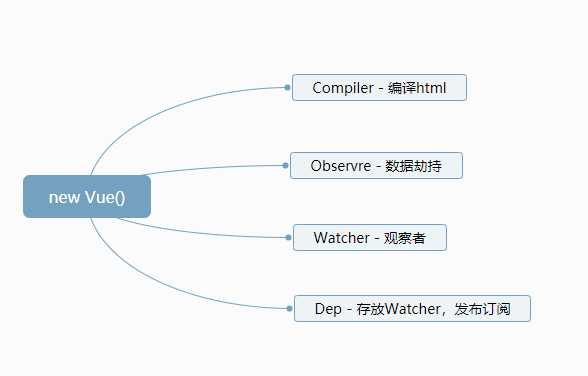 new Vue()
Compiler - 编译html
Observre - 数据劫持
Watcher - 观察者
Dep - 存放Watcher，发布订阅